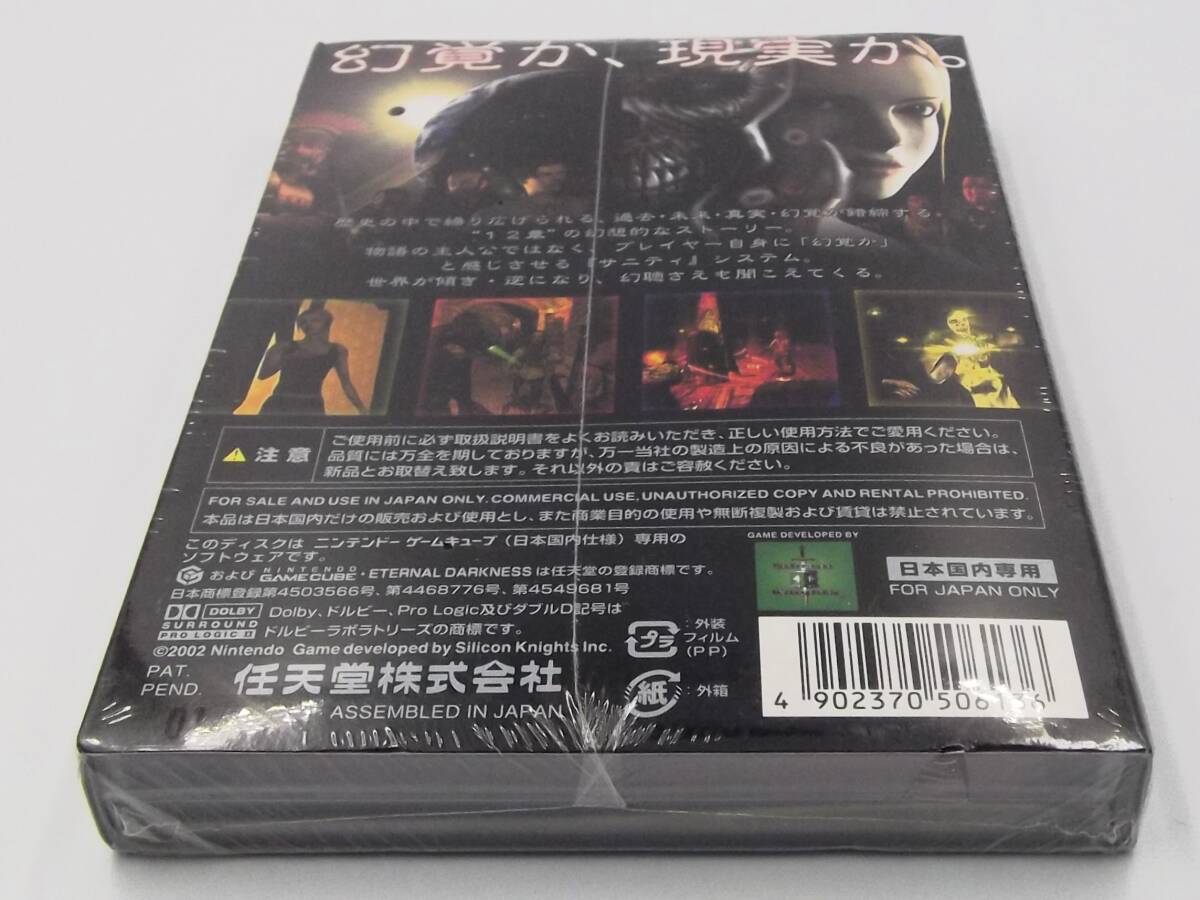 幻覚か、現実か。
歴史の中で繰り広げられる、過去・未来・真実・幻覚が錯綜する。
"12章"の幻想的なストーリー。
物語の主人公ではなく、プレイヤー自身に「幻覚か」
と感じさせる『サニティ』システム。
世界が傾き・逆になり、幻聴さえも聞こえてくる。
注意
ご使用前に必ず取扱説明書をよくお読みいただき、正しい使用方法でご愛用ください。
品質には万全を期しておりますが、万一当社の製造上の原因による不良があった場合は、
新品とお取替え致します。それ以外の責はご容赦ください。
FOR SALE AND USE IN JAPAN ONLY. COMMERCIAL USE, UNAUTHORIZED COPY AND RENTAL PROHIBITED.
本品は日本国内だけの販売および使用とし、また商業目的の使用や無断複製および賃貸は禁止されています。
このディスクは ニンテンドー ゲームキューブ (日本国内仕様) 専用の
ソフトウェアです。
および NINTENDO GAMECUBE・ETERNAL DARKNESS は任天堂の登録商標です。
日本商標登録第4503566号、第4468776号、第4549681号
DOLBY
SURROUND
PRO LOGIC II
Dolby、ドルビー、Pro Logic及びダブルD記号は
ドルビーラボラトリーズの商標です。
©2002 Nintendo Game developed by Silicon Knights Inc.
PAT.
PEND.
任天堂株式会社
ASSEMBLED IN JAPAN
GAME DEVELOPED BY
日本国内専用
FOR JAPAN ONLY
プラ
:外装
フィルム
(PP)
紙
:外箱
4 902370 506136